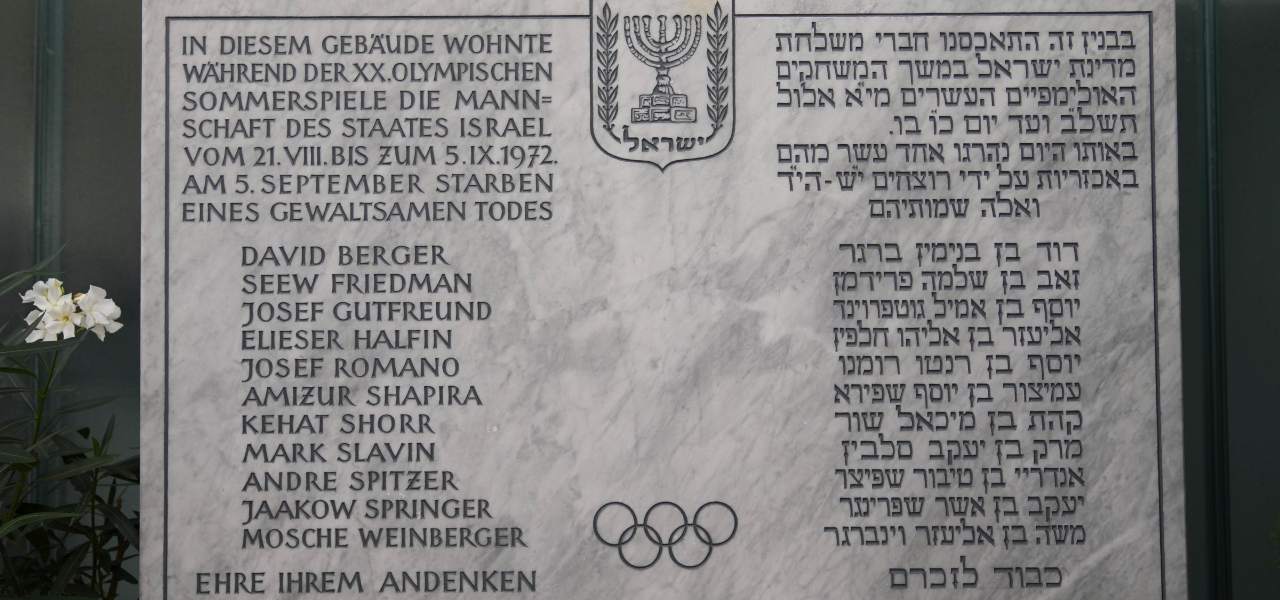 IN DIESEM GEBÄUDE WOHNTE
WÄHREND DER XX. OLYMPISCHEN
SOMMERSPIELE DIE MANN=
SCHAFT DES STAATES ISRAEL
VOM 21. VIII. BIS ZUM 5. IX. 1972.
AM 5. SEPTEMBER STARBEN
EINES GEWALTSAMEN TODES
DAVID BERGER
SEEW FRIEDMAN
JOSEF GUTFREUND
ELIESER HALFIN
JOSEF ROMANO
AMIZUR SHAPIRA
KEHAT SHORR
MARK SLAVIN
ANDRE SPITZER
JAAKOW SPRINGER
MOSCHE WEINBERGER
EHRE IHREM ANDENKEN
ישראל
בבנין זה התאכסנו חברי משלחת
מדינת ישראל במשך המשחקים
האולימפיים העשרים מי״א אלול
תשל״ב ועד יום כ״ו בו.
באותו היום נהרגו אחד עשר מהם
באכזריות על ידי רוצחים י״ש-הי״ד
ואלה שמותיהם
דוד בן בנימין ברגר
זאב בן שלמה פרידמן
יוסף בן אמיל גוטפרוינד
אליעזר בן אליהו חלפין
יוסף בן רנטו רומנו
עמיצור בן יוסף שפירא
קהת בן מיכאל שור
מרק בן יעקב סלבין
אנדריי בן טיבור שפיצר
יעקב בן אשר שפרינגר
משה בן אליעזר וינברגר
כבוד לזכרם